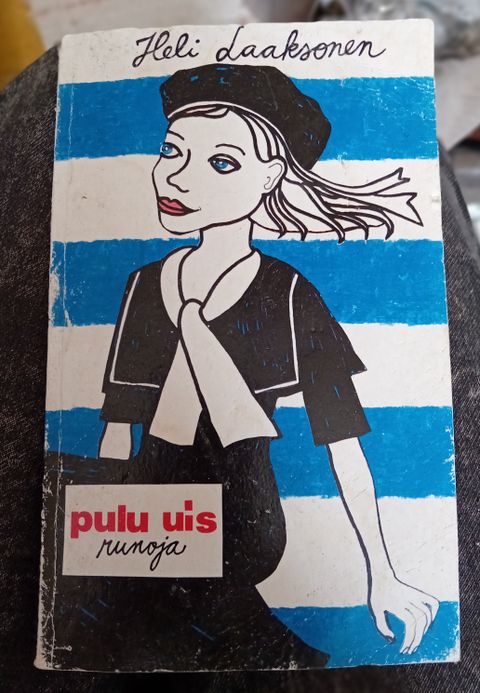 Heli Laaksonen
pulu uis
runoja